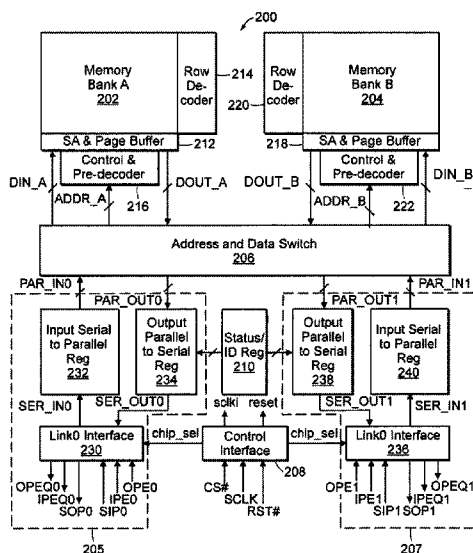 200
Memory
Bank A
202
Row
De-
coder
214
220
Row
De-
coder
Memory
Bank B
204
SA & Page Buffer
212
218
SA & Page Buffer
Control &
Pre-decoder
216
Control &
Pre-decoder
222
DIN_A
ADDR_A
DOUT_A
DOUT_B
ADDR_B
DIN_B
Address and Data Switch
206
PAR_IN0
PAR_OUT0
PAR_OUT1
PAR_IN1
Input Serial
to Parallel
Reg
232
Output
Parallel
to Serial
Reg
234
Status/
ID Reg
210
Output
Parallel
to Serial
Reg
238
Input Serial
to Parallel
Reg
240
SER_IN0
SER_OUT0
sclki
reset
SER_OUT1
SER_IN1
Link0 Interface
230
chip_sel
Control
Interface
208
chip_sel
Link0 Interface
236
OPEQ0
IPEQ0
SOP0
SIP0
IPE0
OPE0
CS#
SCLK
RST#
OPE1
IPE1
SIP1
SOP1
IPEQ1
OPEQ1
205
207